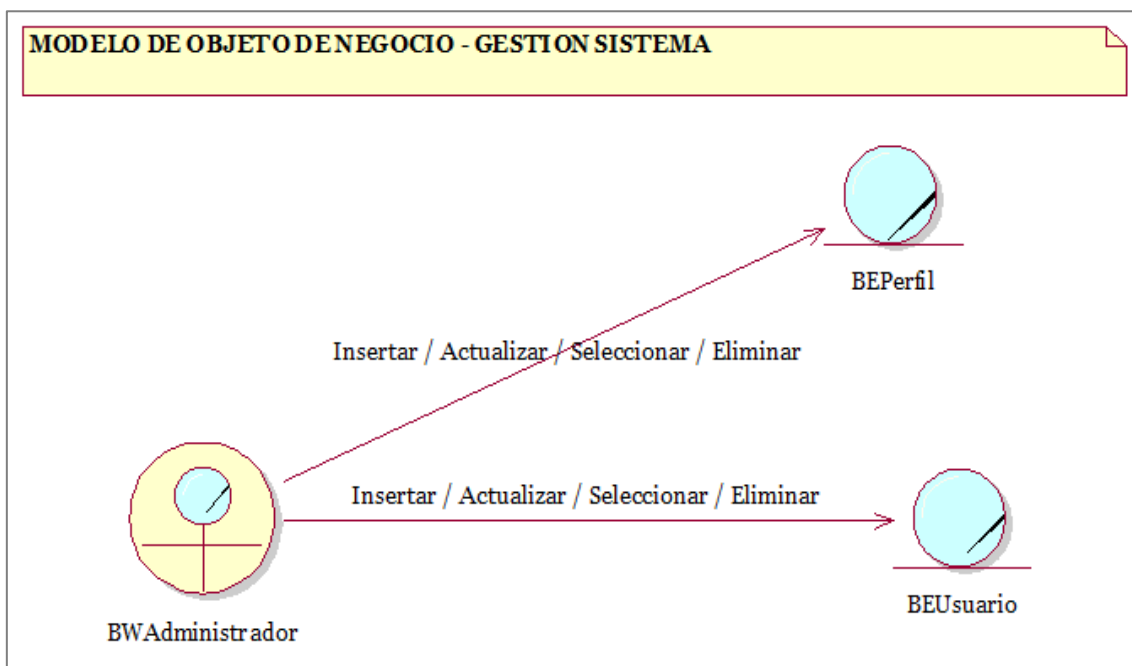 MODELO DE OBJETO DE NEGOCIO - GESTION SISTEMA
BEPerfil
Insertar / Actualizar / Seleccionar / Eliminar
Insertar / Actualizar / Seleccionar / Eliminar
BEUsuario
BWAdministrador